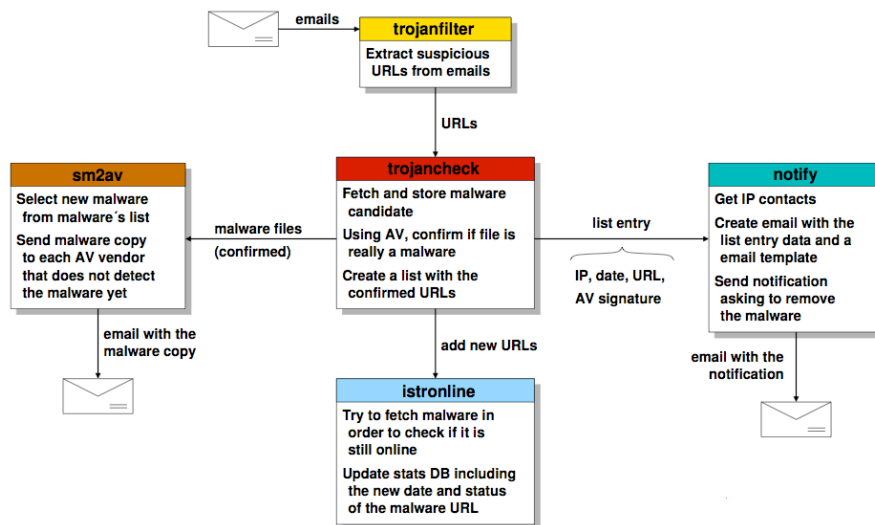 emails
trojanfilter
Extract suspicious
URLs from emails
URLs
sm2av
Select new malware
from malware´s list
Send malware copy
to each AV vendor
that does not detect
the malware yet
malware files
(confirmed)
trojancheck
Fetch and store malware
candidate
Using AV, confirm if file is
really a malware
Create a list with the
confirmed URLs
list entry
IP, date, URL,
AV signature
notify
Get IP contacts
Create email with the
list entry data and a
email template
Send notification
asking to remove
the malware
email with the
malware copy
add new URLs
email with the
notification
istronline
Try to fetch malware in
order to check if it is
still online
Update stats DB including
the new date and status
of the malware URL